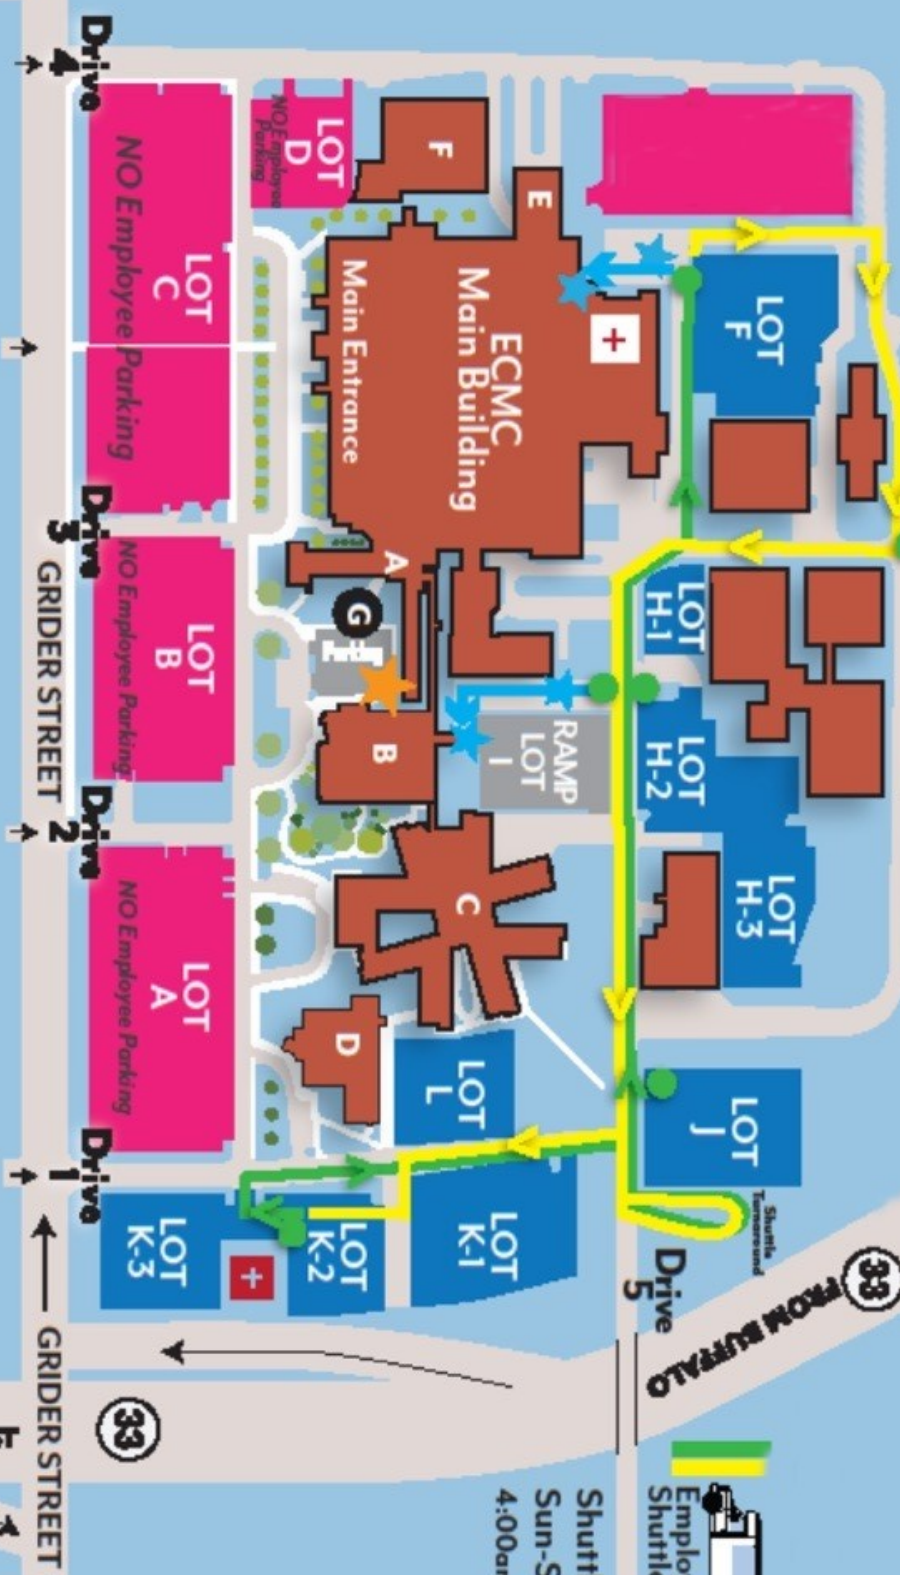 Drive
4
LOT
C
NO Employee Parking
LOT
D
NO Employee
Parking
F
E
ECMC
Main Building
Main Entrance
+
LOT
F
Drive
3
GRIDER STREET
LOT
B
NO Employee Parking
A
G
B
RAMP
LOT
I
LOT
H-1
LOT
H-2
LOT
H-3
Drive
2
LOT
A
NO Employee Parking
C
D
LOT
L
LOT
J
Shuttle
Turnaround
Drive
1
LOT
K-3
LOT
K-2
LOT
K-1
+
Drive
5
33
FROM BUFFALO
33
GRIDER STREET
Emplo
Shuttle
Shutt
Sun-S
4:00a